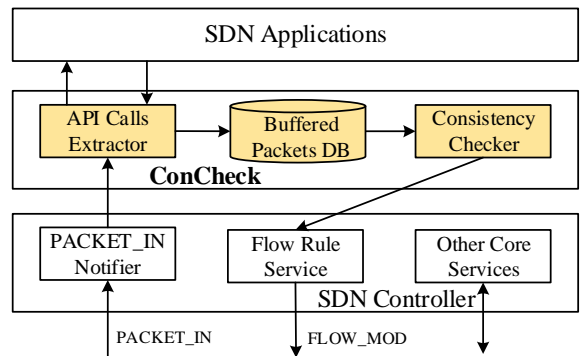 SDN Applications
API Calls
Extractor
Buffered
Packets DB
Consistency
Checker
ConCheck
PACKET_IN
Notifier
Flow Rule
Service
Other Core
Services
SDN Controller
PACKET_IN
FLOW_MOD